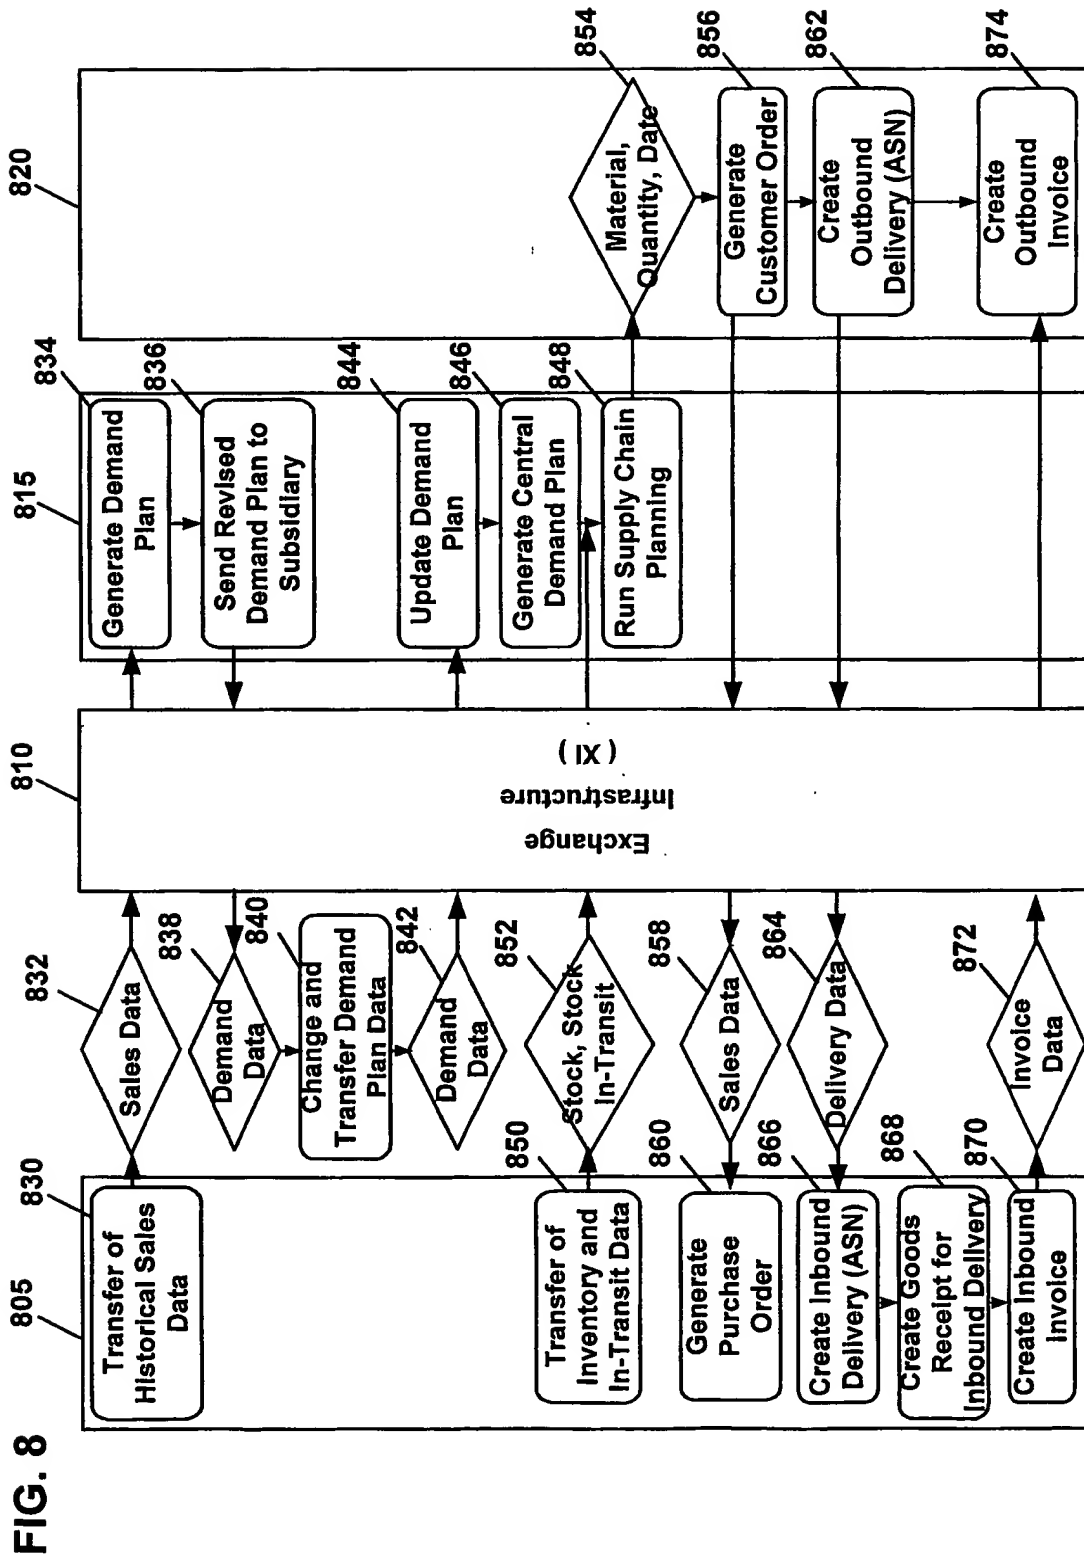 FIG. 8
805
810
815
820
830
Transfer of
Historical Sales
Data
832
Sales Data
834
Generate Demand
Plan
836
Send Revised
Demand Plan to
Subsidiary
838
Demand
Data
840
Change and
Transfer Demand
Plan Data
842
Demand
Data
844
Update Demand
Plan
846
Generate Central
Demand Plan
848
Run Supply Chain
Planning
850
Transfer of
Inventory and
In-Transit Data
852
Stock, Stock
In-Transit
854
Material,
Quantity, Date
856
Generate
Customer Order
858
Sales Data
860
Generate
Purchase
Order
862
Create
Outbound
Delivery (ASN)
864
Delivery Data
866
Create Inbound
Delivery (ASN)
868
Create Goods
Receipt for
Inbound Delivery
870
Create Inbound
Invoice
872
Invoice
Data
874
Create
Outbound
Invoice
Exchange
Infrastructure
( XI )